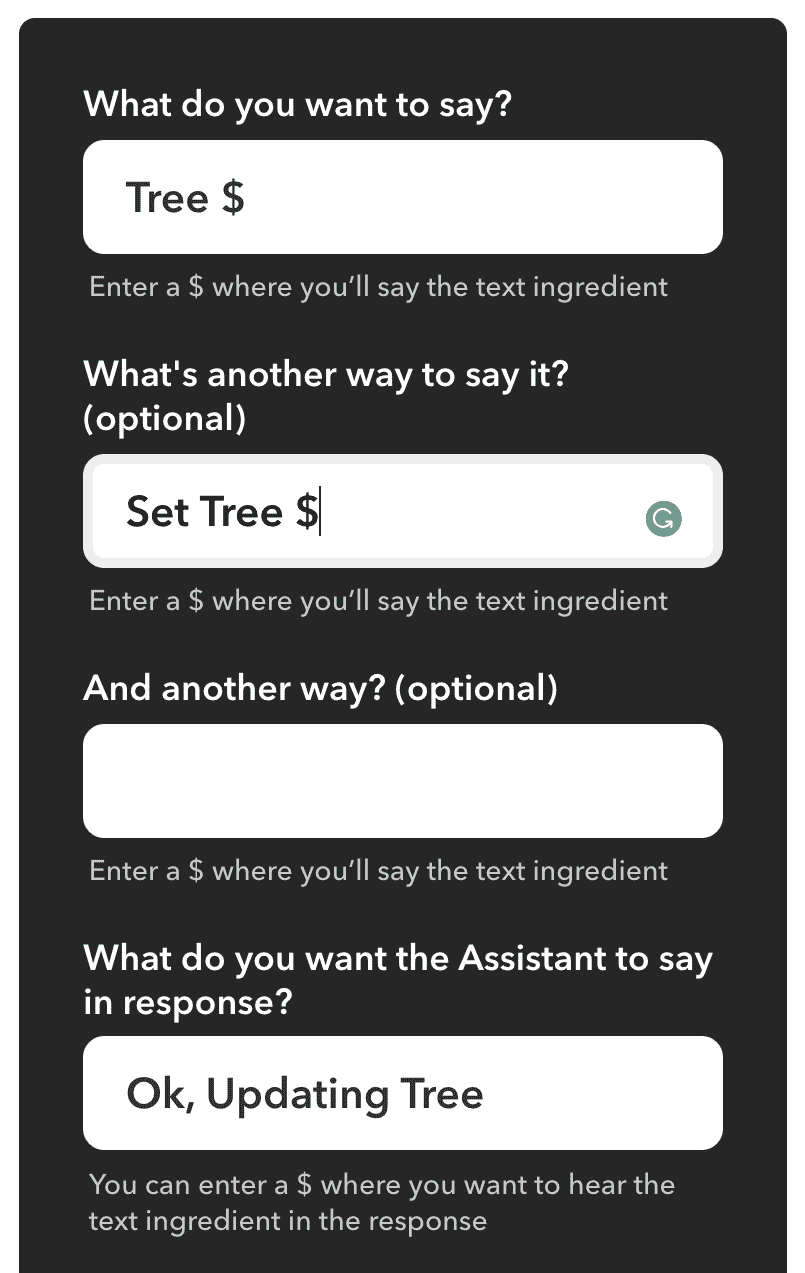 What do you want to say?
Tree $
Enter a $ where you’ll say the text ingredient
What's another way to say it?
(optional)
Set Tree $
Enter a $ where you’ll say the text ingredient
And another way? (optional)
Enter a $ where you’ll say the text ingredient
What do you want the Assistant to say
in response?
Ok, Updating Tree
You can enter a $ where you want to hear the
text ingredient in the response